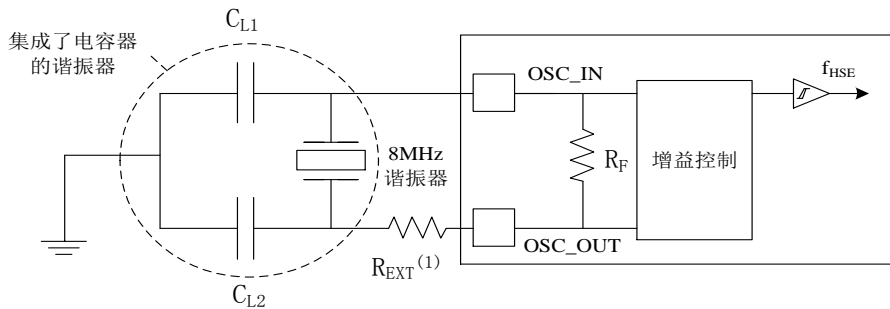 C_L1
集成了电容器
的谐振器
OSC_IN
f_HSE
8MHz
谐振器
R_F
增益控制
R_EXT(1)
OSC_OUT
C_L2